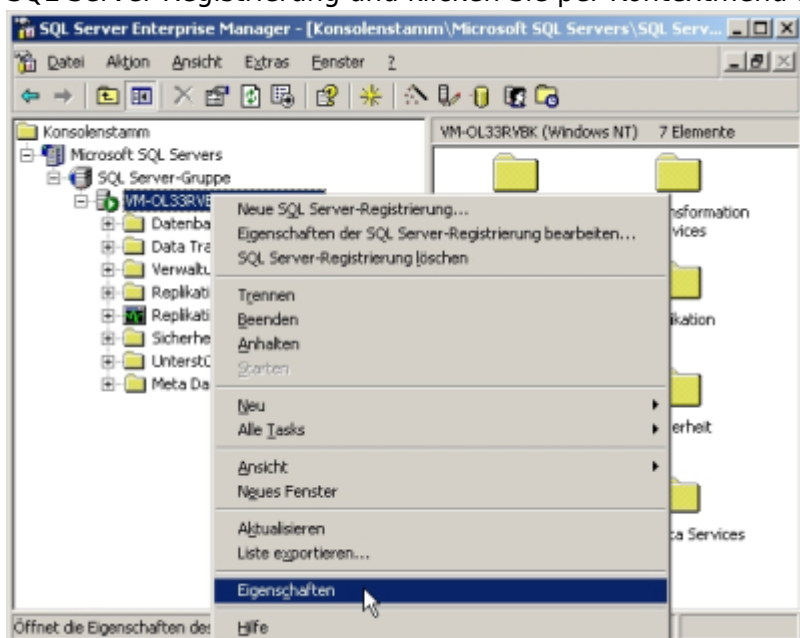 SQL Server Registrierung und klicken Sie per Kontextmenü
SQL Server Enterprise Manager - [Konsolenstamm\Microsoft SQL Servers\SQL Serv...
Datei Aktion Ansicht Extras Fenster ?
Konsolenstamm
Microsoft SQL Servers
SQL Server-Gruppe
VM-OL33RVB
Datenba
Data Tra
Verwaltu
Replikati
Replikati
Sicherhe
Unterstü
Meta Da
VM-OL33RVBK (Windows NT) 7 Elemente
nsformation
vices
ikation
erheit
ta Services
Neue SQL Server-Registrierung...
Eigenschaften der SQL Server-Registrierung bearbeiten...
SQL Server-Registrierung löschen
Trennen
Beenden
Anhalten
Starten
Neu
Alle Tasks
Ansicht
Neues Fenster
Aktualisieren
Liste exportieren...
Eigenschaften
Hilfe
Öffnet die Eigenschaften des